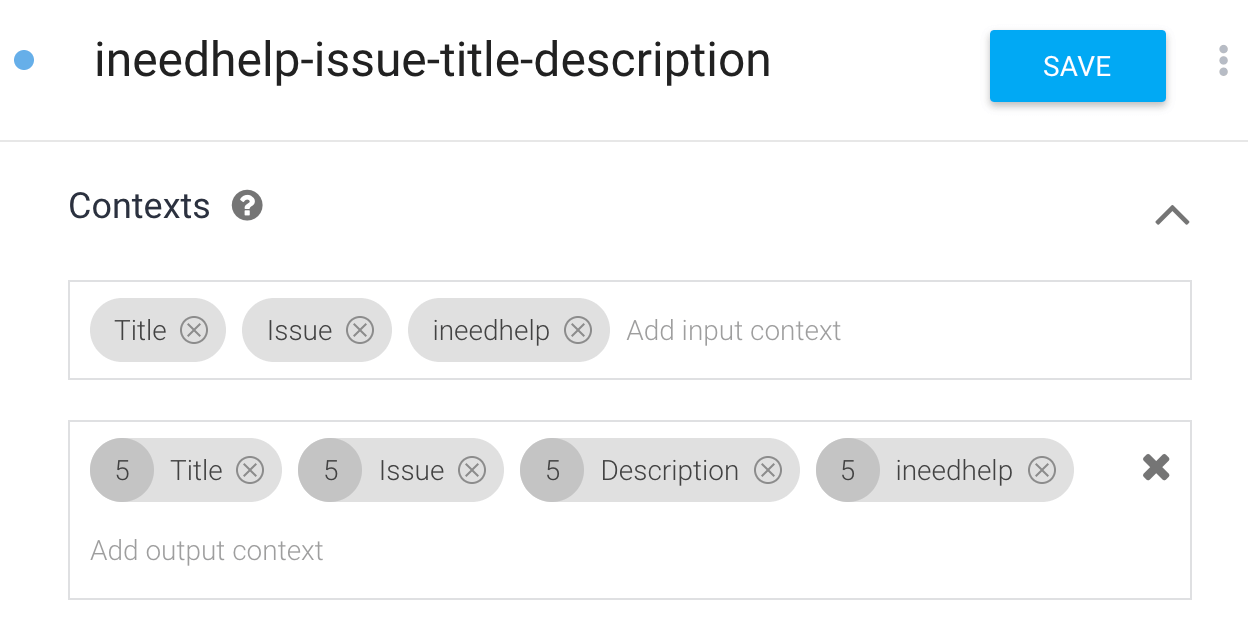 ineedhelp-issue-title-description SAVE
Contexts ?
Title Issue ineedhelp Add input context
5 Title 5 Issue 5 Description 5 ineedhelp
Add output context